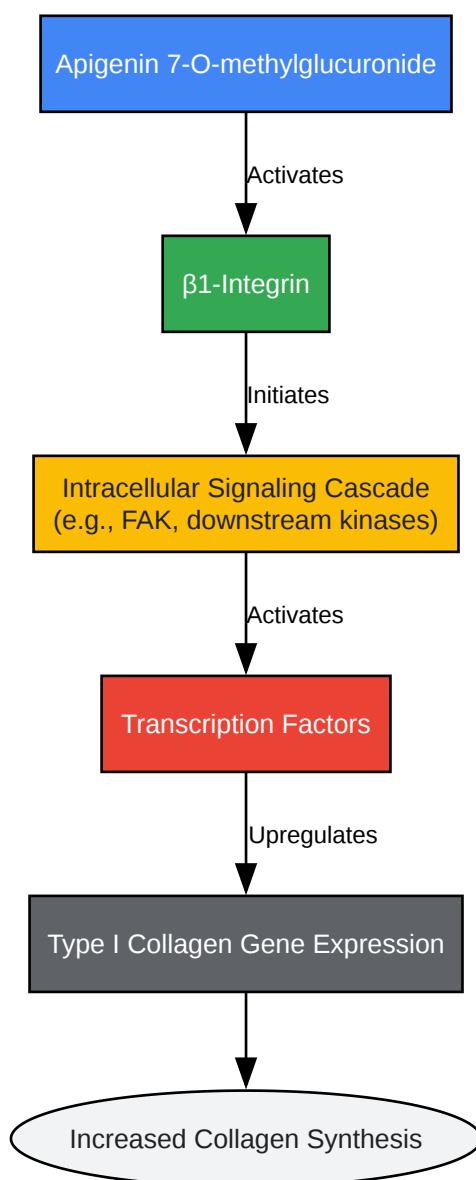 Apigenin 7-O-methylglucuronide
Activates
β1-Integrin
Initiates
Intracellular Signaling Cascade
(e.g., FAK, downstream kinases)
Activates
Transcription Factors
Upregulates
Type I Collagen Gene Expression
Increased Collagen Synthesis